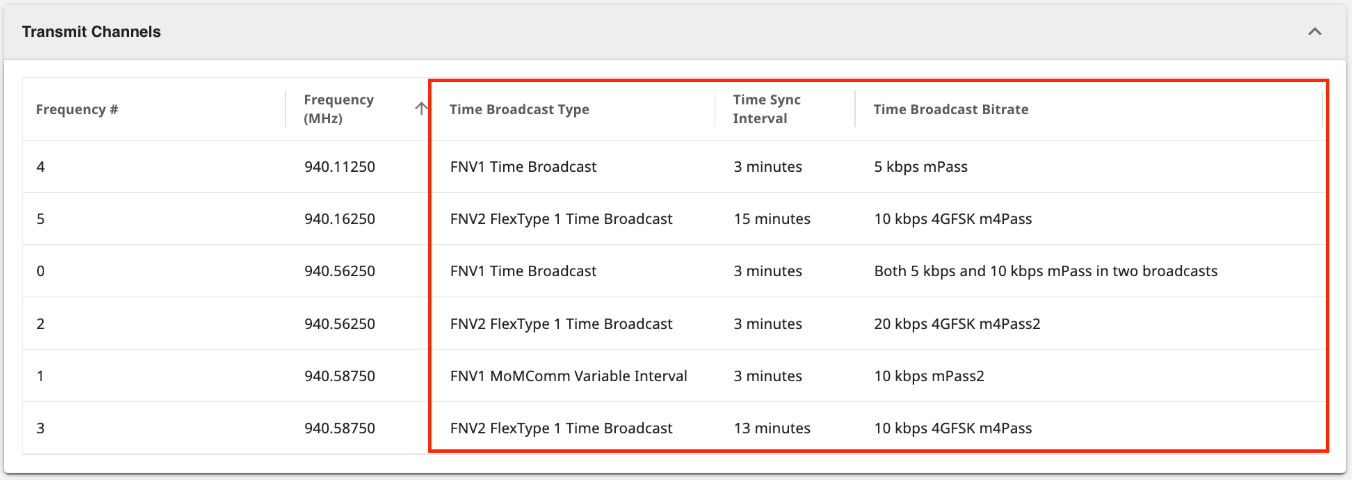 Transmit Channels
Frequency # Frequency (MHz) Time Broadcast Type Time Sync Interval Time Broadcast Bitrate
4 940.11250 FNV1 Time Broadcast 3 minutes 5 kbps mPass
5 940.16250 FNV2 FlexType 1 Time Broadcast 15 minutes 10 kbps 4GFSK m4Pass
0 940.56250 FNV1 Time Broadcast 3 minutes Both 5 kbps and 10 kbps mPass in two broadcasts
2 940.56250 FNV2 FlexType 1 Time Broadcast 3 minutes 20 kbps 4GFSK m4Pass2
1 940.58750 FNV1 MoMComm Variable Interval 3 minutes 10 kbps mPass2
3 940.58750 FNV2 FlexType 1 Time Broadcast 13 minutes 10 kbps 4GFSK m4Pass